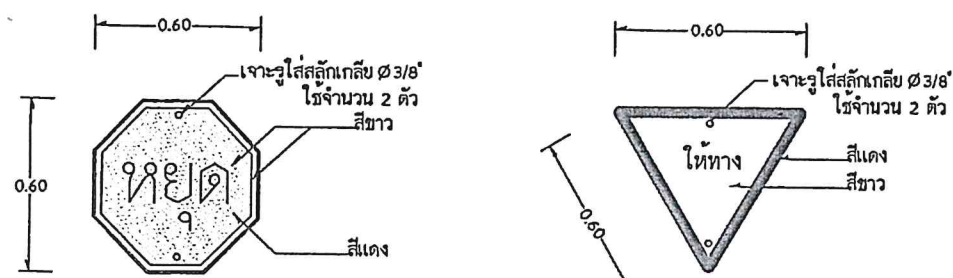 0.60
เจาะรูใส่สลักเกลียว Ø 3/8"
ใช้จำนวน 2 ตัว
สีขาว
0.60
หยุด
สีแดง
0.60
เจาะรูใส่สลักเกลียว Ø 3/8"
ใช้จำนวน 2 ตัว
ให้ทาง
สีแดง
สีขาว
0.60